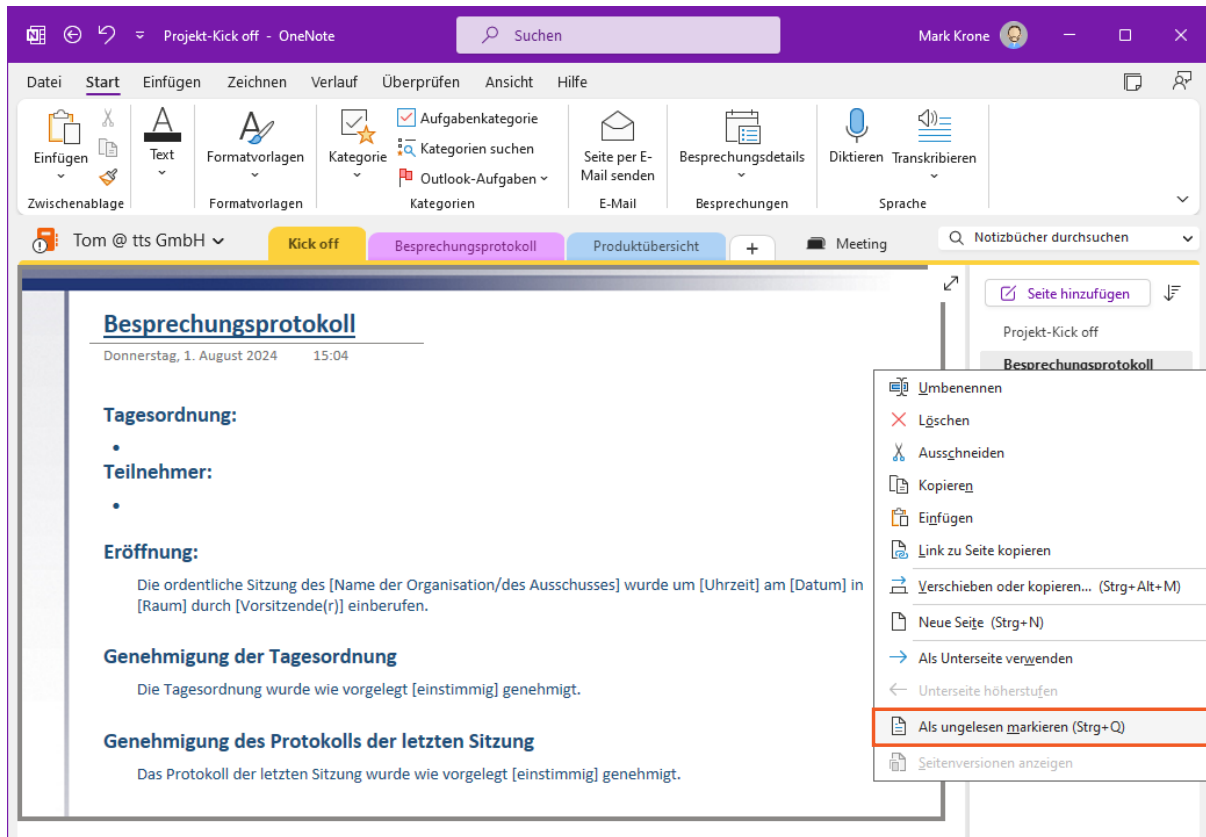 Projekt-Kick off - OneNote
Suchen
Mark Krone
Datei Start Einfügen Zeichnen Verlauf Überprüfen Ansicht Hilfe
Einfügen
Zwischenablage
Text
Formatvorlagen
Formatvorlagen
Kategorie
Aufgabenkategorie
Kategorien suchen
Outlook-Aufgaben
Kategorien
Seite per E-
Mail senden
E-Mail
Besprechungsdetails
Besprechungen
Diktieren Transkribieren
Sprache
Tom @ tts GmbH
Kick off
Besprechungsprotokoll
Produktübersicht
+
Meeting
Notizbücher durchsuchen
Seite hinzufügen
Projekt-Kick off
Besprechungsprotokoll
Besprechungsprotokoll
Donnerstag, 1. August 2024 15:04
Tagesordnung:
•
Teilnehmer:
•
Eröffnung:
Die ordentliche Sitzung des [Name der Organisation/des Ausschusses] wurde um [Uhrzeit] am [Datum] in
[Raum] durch [Vorsitzende(r)] einberufen.
Genehmigung der Tagesordnung
Die Tagesordnung wurde wie vorgelegt [einstimmig] genehmigt.
Genehmigung des Protokolls der letzten Sitzung
Das Protokoll der letzten Sitzung wurde wie vorgelegt [einstimmig] genehmigt.
Umbenennen
Löschen
Ausschneiden
Kopieren
Einfügen
Link zu Seite kopieren
Verschieben oder kopieren... (Strg+Alt+M)
Neue Seite (Strg+N)
Als Unterseite verwenden
Unterseite höherstufen
Als ungelesen markieren (Strg+Q)
Seitenversionen anzeigen